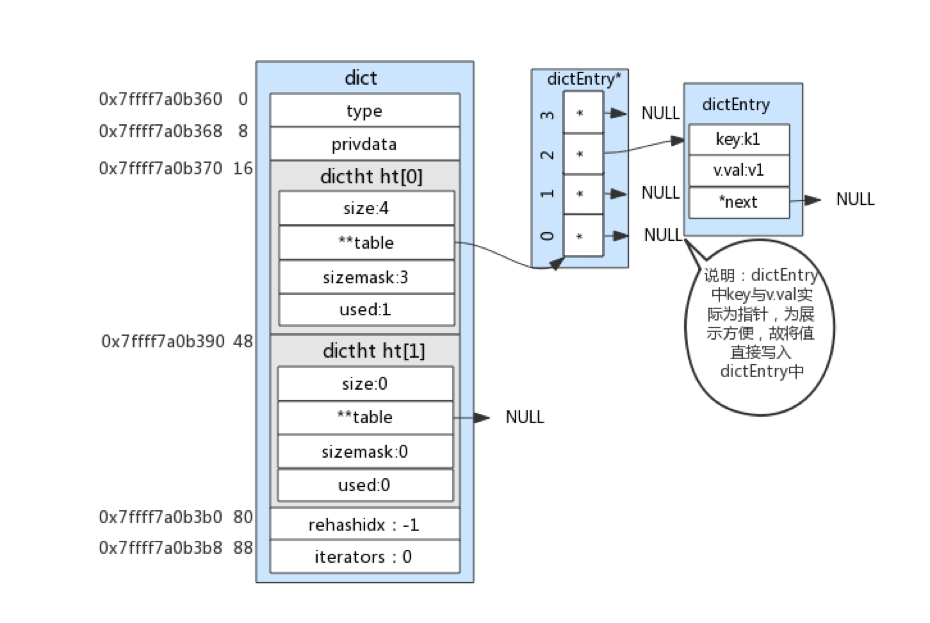 dict
0x7ffff7a0b360 0
type
0x7ffff7a0b368 8
privdata
0x7ffff7a0b370 16
dictht ht[0]
size:4
**table
sizemask:3
used:1
0x7ffff7a0b390 48
dictht ht[1]
size:0
**table
NULL
sizemask:0
used:0
0x7ffff7a0b3b0 80
rehashidx：-1
0x7ffff7a0b3b8 88
iterators：0
dictEntry*
3 * NULL
2 *
1 * NULL
0 * NULL
dictEntry
key:k1
v.val:v1
*next
NULL
说明：dictEntry
中key与v.val实
际为指针，为展
示方便，故将值
直接写入
dictEntry中